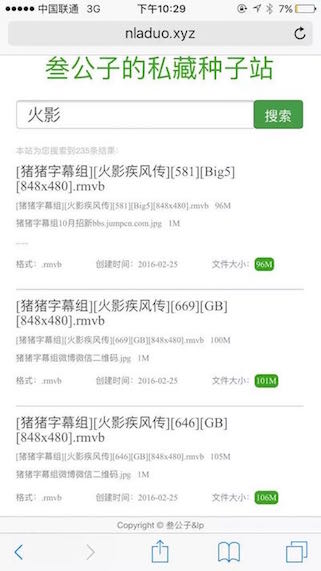 中国联通 3G 下午10:29 7%
nladuo.xyz
叁公子的私藏种子站
火影 搜索
本站为您搜索到235条结果:
[猪猪字幕组][火影疾风传][581][Big5]
[848x480].rmvb
[猪猪字幕组][火影疾风传][581][Big5][848x480].rmvb 96M
猪猪字幕组10月招新bbs.jumpcn.com.jpg 1M
......
格式: .rmvb 创建时间: 2016-02-25 文件大小: 96M
[猪猪字幕组][火影疾风传][669][GB]
[848x480].rmvb
[猪猪字幕组][火影疾风传][669][GB][848x480].rmvb 100M
猪猪字幕组微博微信二维码.jpg 1M
格式: .rmvb 创建时间: 2016-02-25 文件大小: 101M
[猪猪字幕组][火影疾风传][646][GB]
[848x480].rmvb
[猪猪字幕组][火影疾风传][646][GB][848x480].rmvb 105M
猪猪字幕组微博微信二维码.jpg 1M
格式: .rmvb 创建时间: 2016-02-25 文件大小: 106M
Copyright © 叁公子&lp